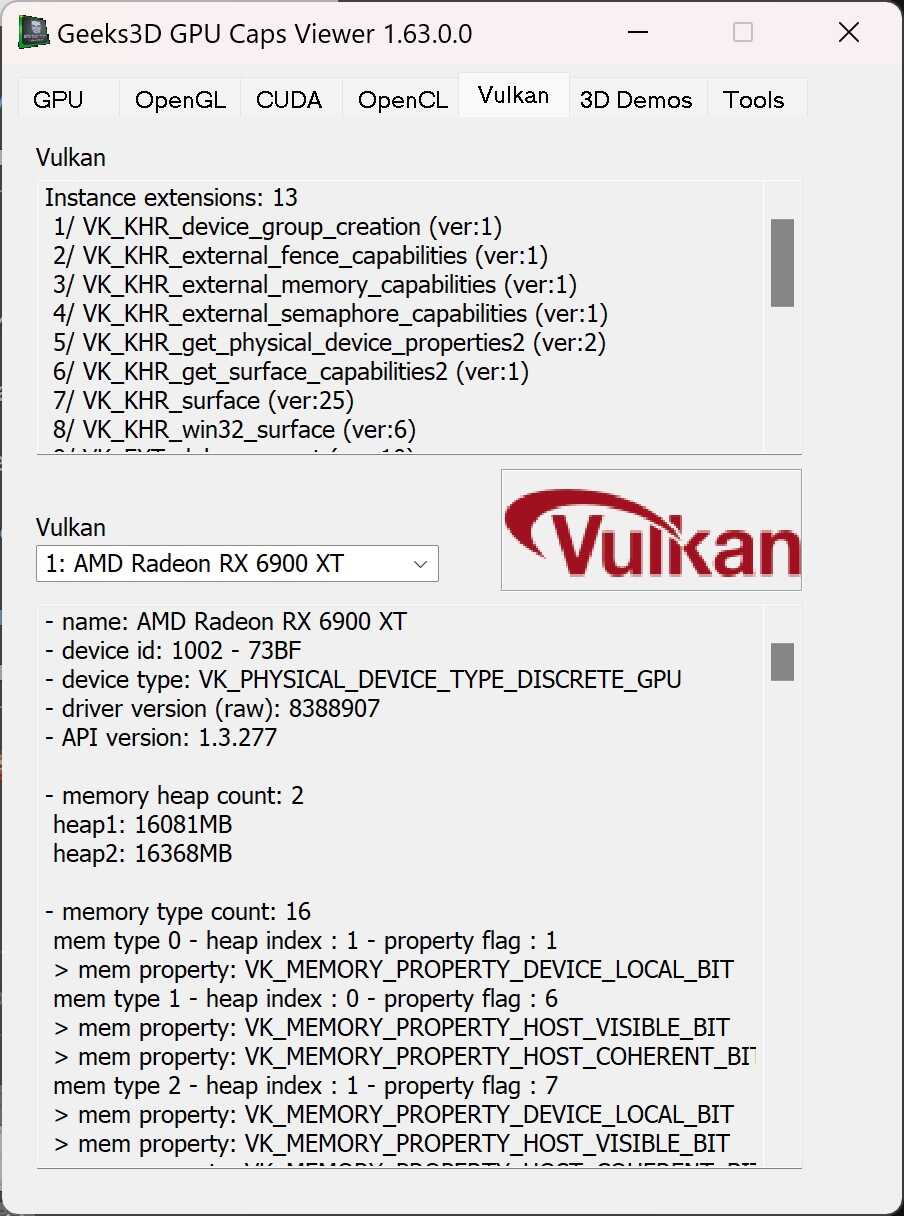 Geeks3D GPU Caps Viewer 1.63.0.0
GPU OpenGL CUDA OpenCL Vulkan 3D Demos Tools
Vulkan
Instance extensions: 13
1/ VK_KHR_device_group_creation (ver:1)
2/ VK_KHR_external_fence_capabilities (ver:1)
3/ VK_KHR_external_memory_capabilities (ver:1)
4/ VK_KHR_external_semaphore_capabilities (ver:1)
5/ VK_KHR_get_physical_device_properties2 (ver:2)
6/ VK_KHR_get_surface_capabilities2 (ver:1)
7/ VK_KHR_surface (ver:25)
8/ VK_KHR_win32_surface (ver:6)
Vulkan
Vulkan
1: AMD Radeon RX 6900 XT
- name: AMD Radeon RX 6900 XT
- device id: 1002 - 73BF
- device type: VK_PHYSICAL_DEVICE_TYPE_DISCRETE_GPU
- driver version (raw): 8388907
- API version: 1.3.277
- memory heap count: 2
heap1: 16081MB
heap2: 16368MB
- memory type count: 16
mem type 0 - heap index : 1 - property flag : 1
> mem property: VK_MEMORY_PROPERTY_DEVICE_LOCAL_BIT
mem type 1 - heap index : 0 - property flag : 6
> mem property: VK_MEMORY_PROPERTY_HOST_VISIBLE_BIT
> mem property: VK_MEMORY_PROPERTY_HOST_COHERENT_BIT
mem type 2 - heap index : 1 - property flag : 7
> mem property: VK_MEMORY_PROPERTY_DEVICE_LOCAL_BIT
> mem property: VK_MEMORY_PROPERTY_HOST_VISIBLE_BIT